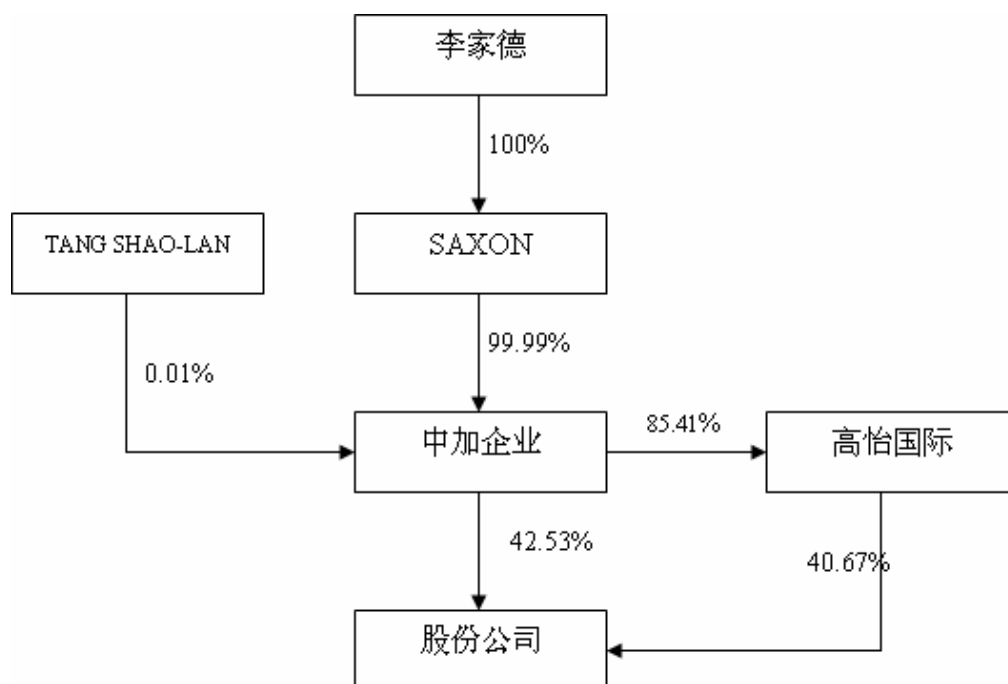 李家德
100%
TANG SHAO-LAN
SAXON
99.99%
0.01%
申加企业
85.41%
高怡国际
42.53%
40.67%
股份公司